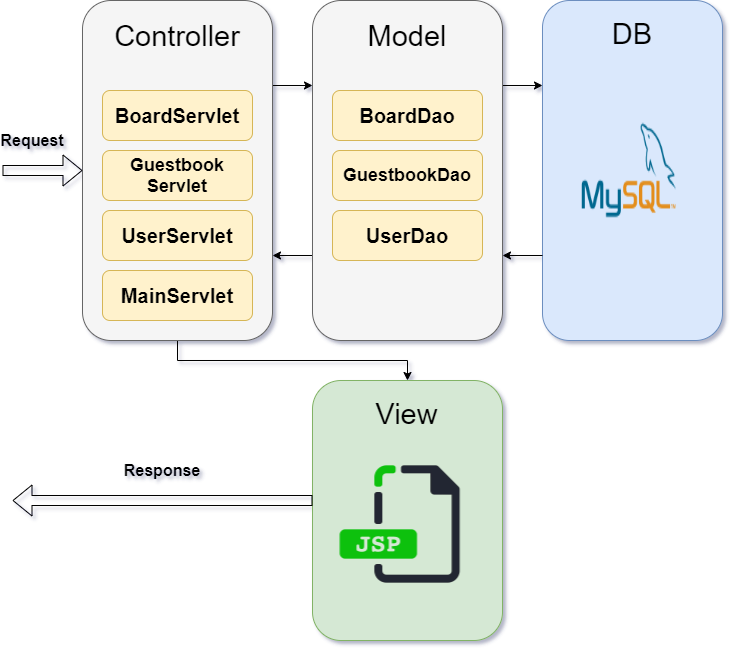 Controller
Model
DB
BoardServlet
BoardDao
Request
Guestbook
Servlet
GuestbookDao
MySQL
UserServlet
UserDao
MainServlet
View
Response
JSP